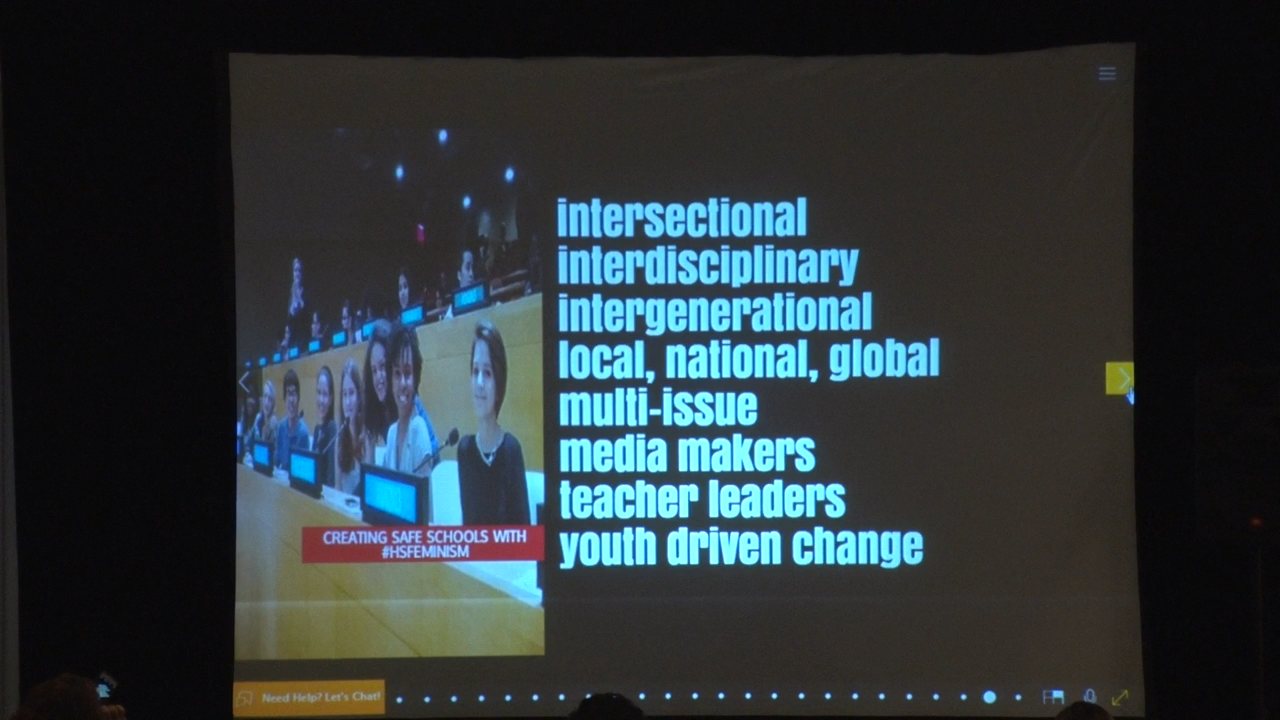 intersectional
interdisciplinary
intergenerational
local, national, global
multi-issue
media makers
teacher leaders
youth driven change
CREATING SAFE SCHOOLS WITH
#HSFEMINISM
Need Help? Let's Chat!